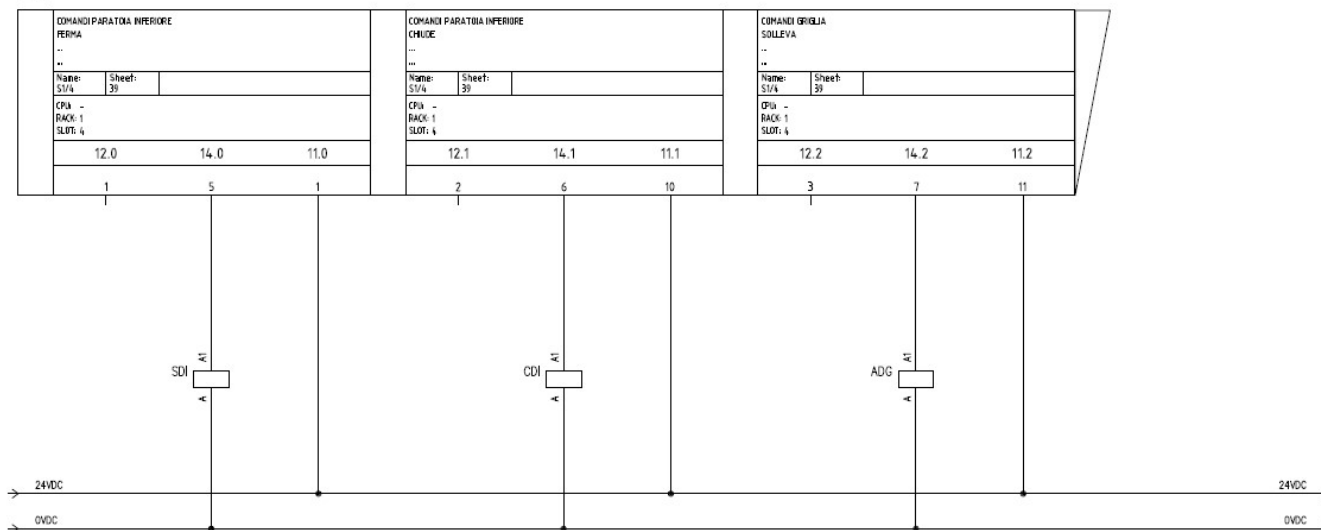 COMANDI PARATOIA INFERIORE
FERMA
...
...
Name: Sheet:
S1/4 39
CPU: -
RACK: 1
SLOT: 4
12.0 14.0 11.0
1 5 1
COMANDI PARATOIA INFERIORE
CHIUDE
...
...
Name: Sheet:
S1/4 39
CPU: -
RACK: 1
SLOT: 4
12.1 14.1 11.1
2 6 10
COMANDI GRIGLIA
SOLLEVA
...
...
Name: Sheet:
S1/4 39
CPU: -
RACK: 1
SLOT: 4
12.2 14.2 11.2
3 7 11
SDI A1
A
CDI A1
A
ADG A1
A
24VDC 24VDC
0VDC 0VDC